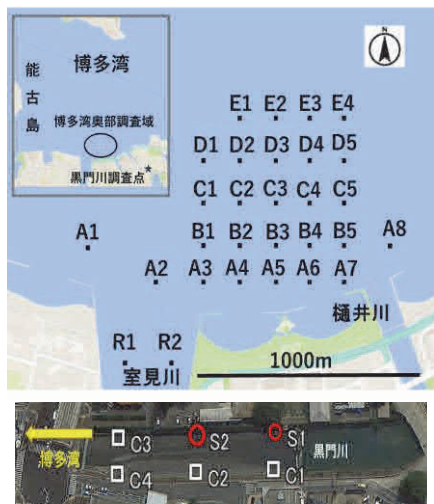 N
博多湾
能古島
博多湾奥部調査域
黒門川調査点
E1 E2 E3 E4
D1 D2 D3 D4 D5
C1 C2 C3 C4 C5
A1 B1 B2 B3 B4 B5 A8
A2 A3 A4 A5 A6 A7
樋井川
R1 R2
室見川
1000m
C3 S2 S1
博多湾
黒門川
C4 C2 C1